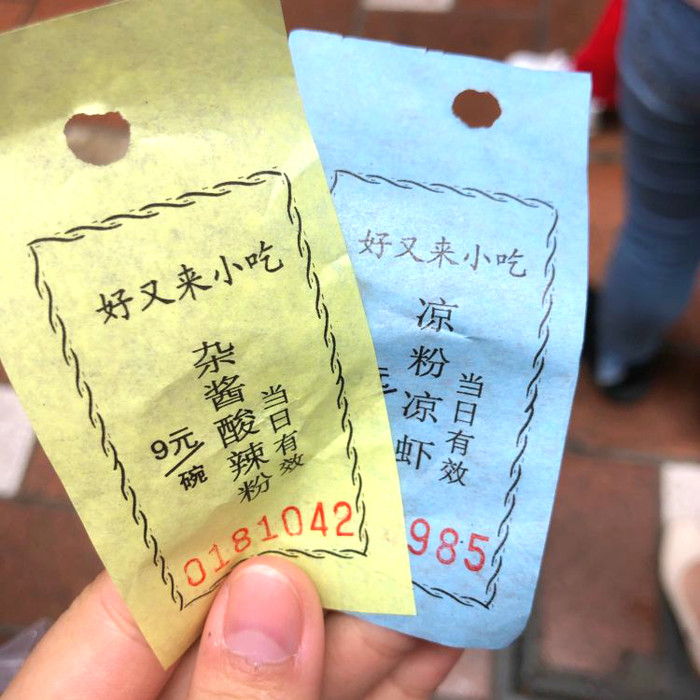 好又来小吃
杂酱酸辣粉
当日有效
9元/碗
0181042
好又来小吃
凉粉凉虾
当日有效
985